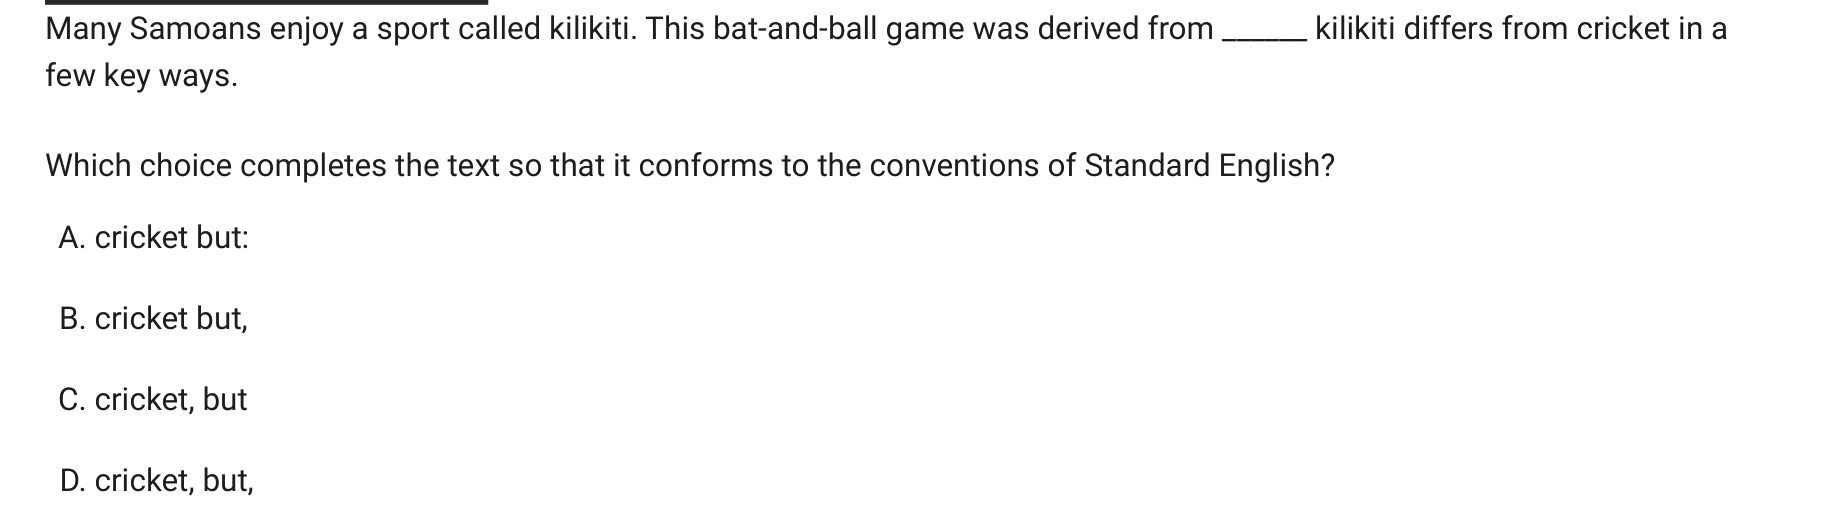 Many Samoans enjoy a sport called kilikiti. This bat-and-ball game was derived from ______ kilikiti differs from cricket in a
few key ways.
Which choice completes the text so that it conforms to the conventions of Standard English?
A. cricket but:
B. cricket but,
C. cricket, but
D. cricket, but,